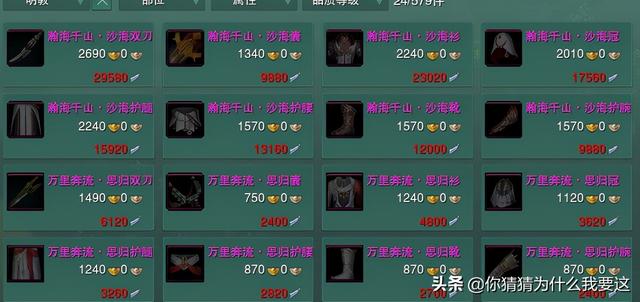 明教 部位 属性 品质等级 24/579件
瀚海千山·沙海双刀 瀚海千山·沙海囊 瀚海千山·沙海衫 瀚海千山·沙海冠
2690 0 1340 0 2240 0 2010 0
29580 9880 23020 17560
瀚海千山·沙海护腿 瀚海千山·沙海护腰 瀚海千山·沙海靴 瀚海千山·沙海护腕
2240 0 1570 0 1570 0 1570 0
15920 13160 12000 9880
万里奔流·思归双刀 万里奔流·思归囊 万里奔流·思归衫 万里奔流·思归冠
1490 0 750 0 1240 0 1120 0
6120 2400 4800 3620
万里奔流·思归护腿 万里奔流·思归护腰 万里奔流·思归靴 万里奔流·思归护腕
1240 0 870 0 870 0 870 0
3260 2820
头条 @你猜猜为什么我要这